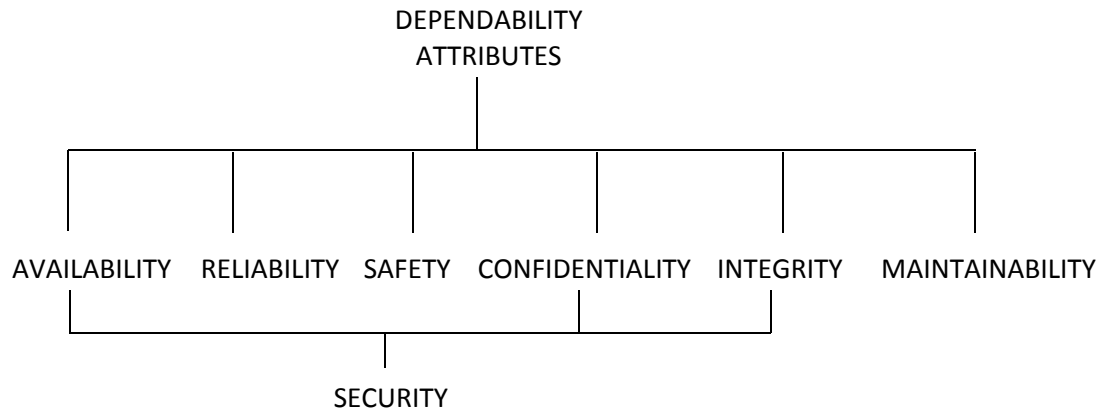 DEPENDABILITY
ATTRIBUTES
AVAILABILITY RELIABILITY SAFETY CONFIDENTIALITY INTEGRITY MAINTAINABILITY
SECURITY